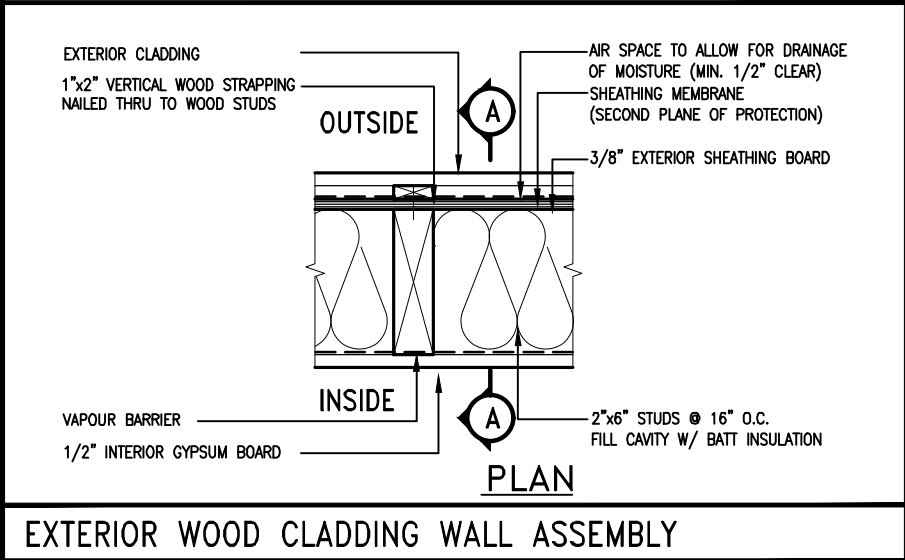 EXTERIOR CLADDING
1"x2" VERTICAL WOOD STRAPPING
NAILED THRU TO WOOD STUDS
OUTSIDE
A
AIR SPACE TO ALLOW FOR DRAINAGE
OF MOISTURE (MIN. 1/2" CLEAR)
SHEATHING MEMBRANE
(SECOND PLANE OF PROTECTION)
3/8" EXTERIOR SHEATHING BOARD
INSIDE
A
VAPOUR BARRIER
1/2" INTERIOR GYPSUM BOARD
2"x6" STUDS @ 16" O.C.
FILL CAVITY W/ BATT INSULATION
PLAN
EXTERIOR WOOD CLADDING WALL ASSEMBLY